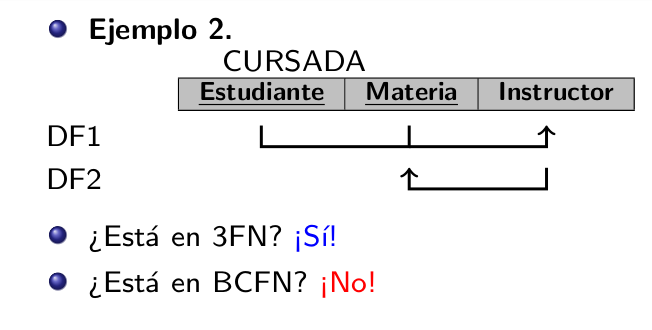 Ejemplo 2.
CURSADA
Estudiante Materia Instructor
DF1
DF2
¿Está en 3FN? ¡Sí!
¿Está en BCFN? ¡No!